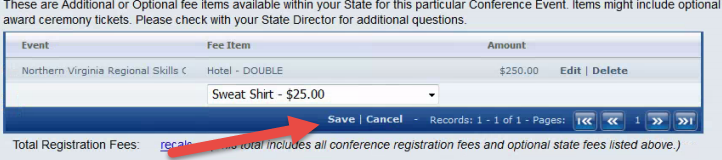 These are Additional or Optional fee items available within your State for this particular Conference Event. Items might include optional
award ceremony tickets. Please check with your State Director for additional questions.
Event Fee Item Amount
Northern Virginia Regional Skills C Hotel - DOUBLE $250.00 Edit | Delete
Sweat Shirt - $25.00
Save | Cancel - Records: 1 - 1 of 1 - Pages: 1
Total Registration Fees: recalc total includes all conference registration fees and optional state fees listed above.)